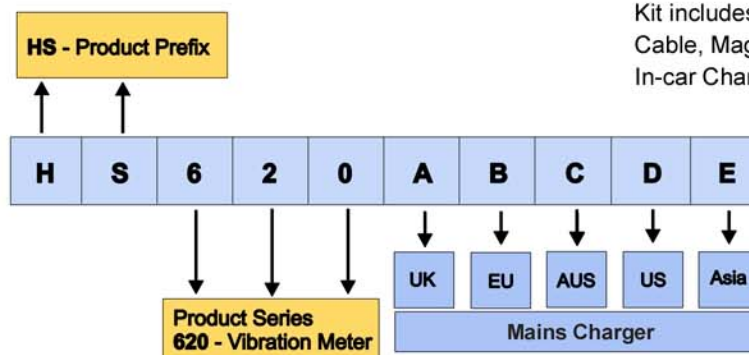 Kit includes
Cable, Mag
In-car Char
HS - Product Prefix
H S 6 2 0 A B C D E
UK EU AUS US Asia
Product Series
620 - Vibration Meter
Mains Charger